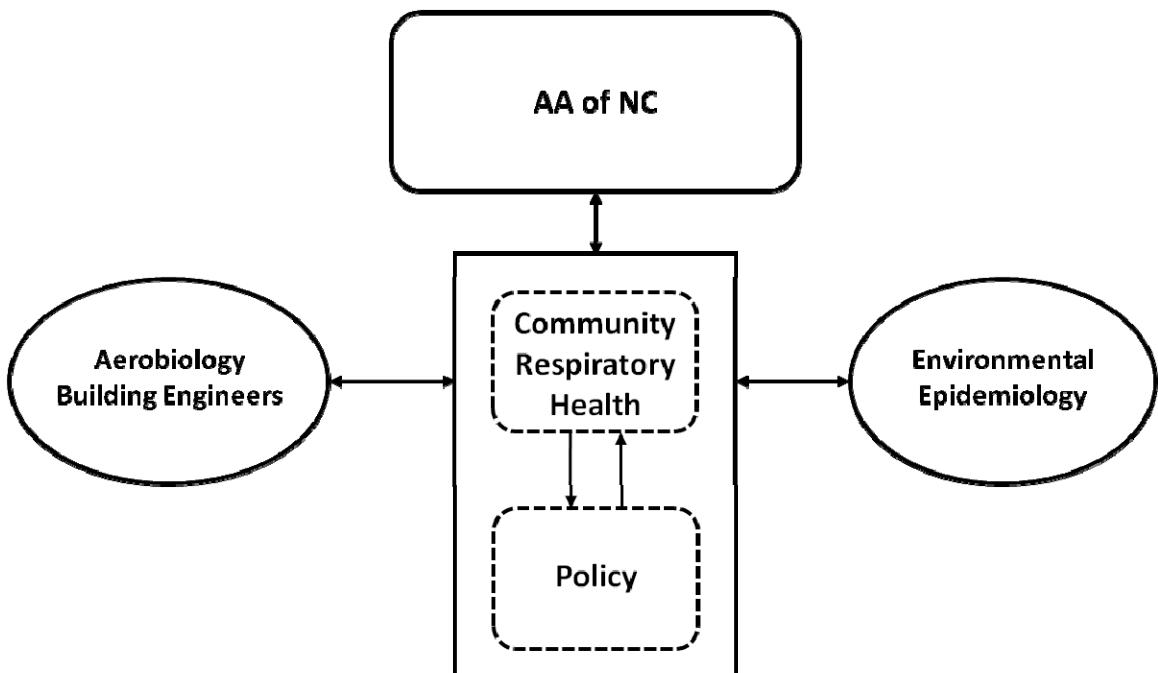 AA of NC
Community
Respiratory
Health
Aerobiology
Building Engineers
Environmental
Epidemiology
Policy